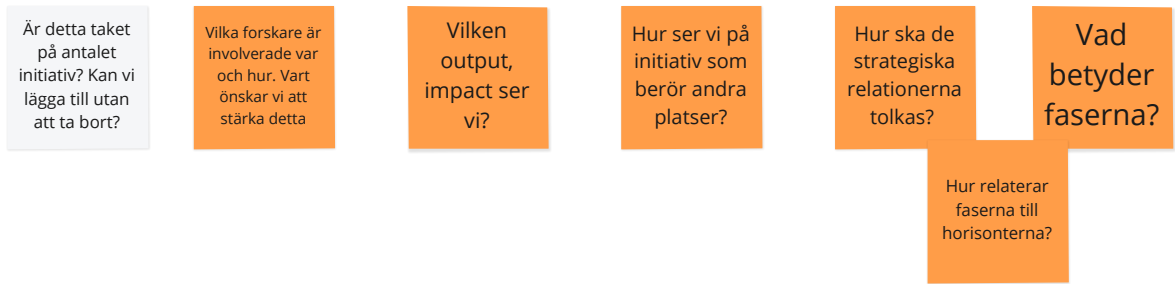 Är detta taket
på antalet
initiativ? Kan vi
lägga till utan
att ta bort?
Vilka forskare är
involverade var
och hur. Vart
önskar vi att
stärka detta
Vilken
output,
impact ser
vi?
Hur ser vi på
initiativ som
berör andra
platser?
Hur ska de
strategiska
relationerna
tolkas?
Vad
betyder
faserna?
Hur relaterar
faserna till
horisonterna?